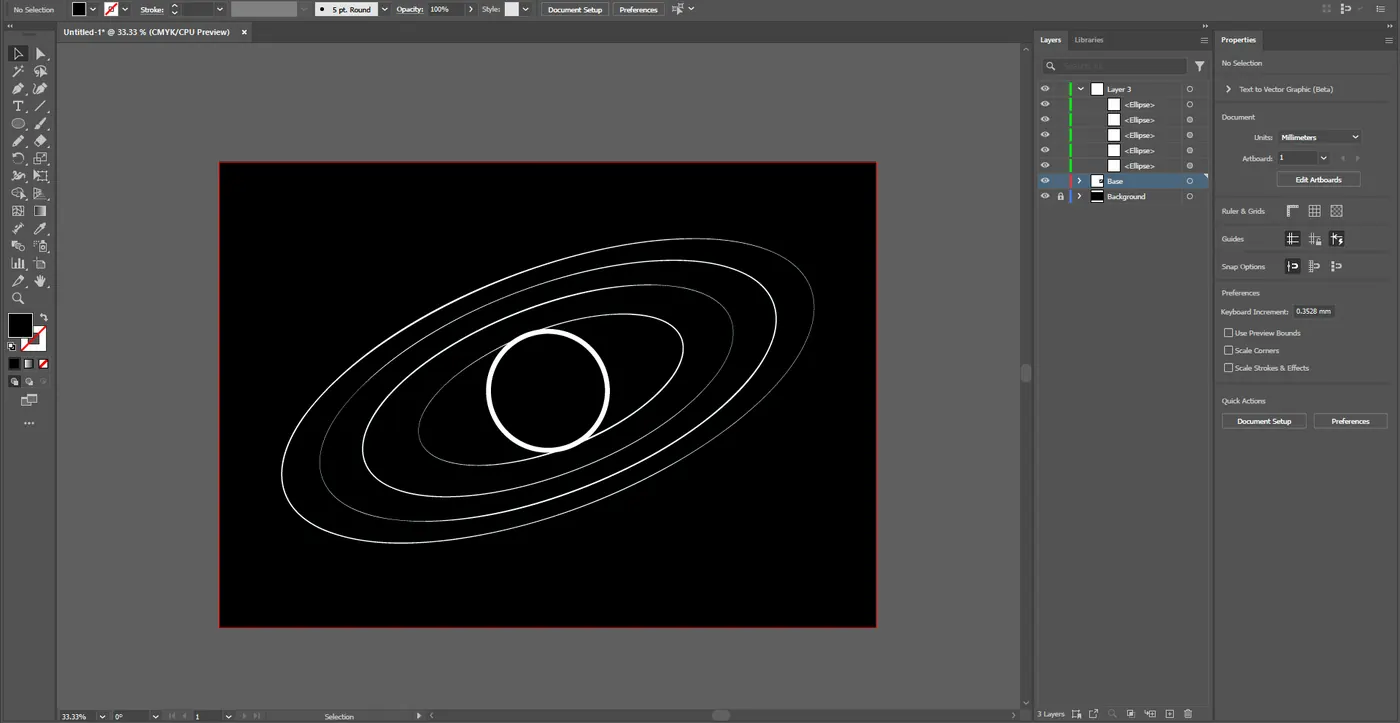 No Selection Stroke: 5 pt. Round Opacity: 100% Style: Document Setup Preferences
Untitled-1* @ 33.33 % (CMYK/CPU Preview) ×
Layers Libraries
Layer 3
<Ellipse>
<Ellipse>
<Ellipse>
<Ellipse>
<Ellipse>
Base
Background
3 Layers
Properties
No Selection
Text to Vector Graphic (Beta)
Document
Units: Millimeters
Artboard: 1
Edit Artboards
Ruler & Grids
Guides
Snap Options
Preferences
Keyboard Increment: 0.3528 mm
Use Preview Bounds
Scale Corners
Scale Strokes & Effects
Quick Actions
Document Setup Preferences
33.33% 0° 1 Selection